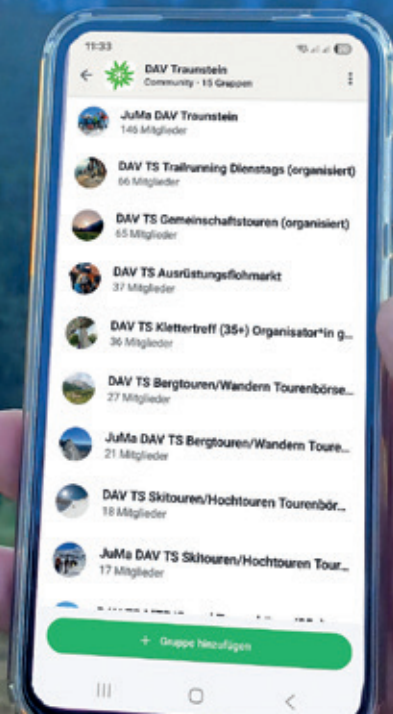 11:33
DAV Traunstein
Community · 15 Gruppen
JuMa DAV Traunstein
146 Mitglieder
DAV TS Trailrunning Dienstags (organisiert)
66 Mitglieder
DAV TS Gemeinschaftstouren (organisiert)
65 Mitglieder
DAV TS Ausrüstungsflohmarkt
37 Mitglieder
DAV TS Klettertreff (35+) Organisator*in g...
36 Mitglieder
DAV TS Bergtouren/Wandern Tourenbörse...
27 Mitglieder
JuMa DAV TS Bergtouren/Wandern Toure...
21 Mitglieder
DAV TS Skitouren/Hochtouren Tourenbör...
18 Mitglieder
JuMa DAV TS Skitouren/Hochtouren Tour...
17 Mitglieder
+ Gruppe hinzufügen